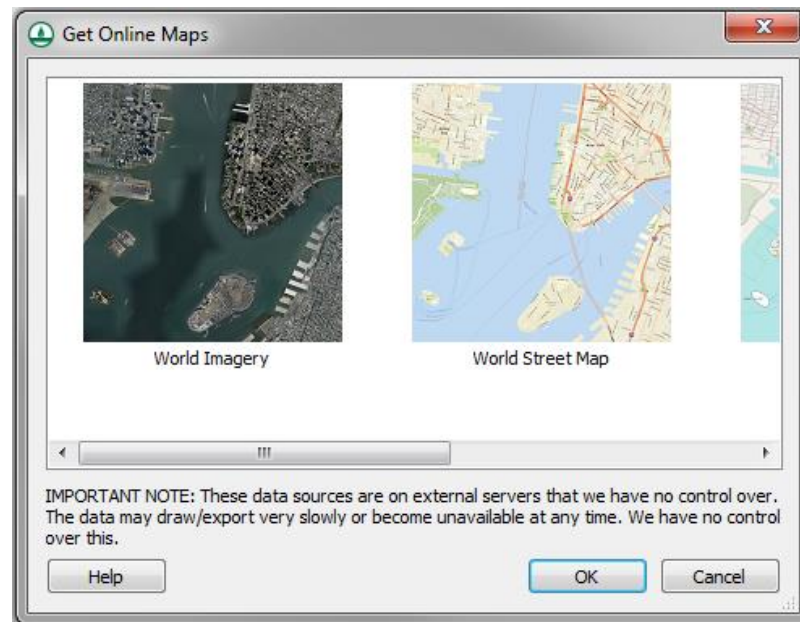 Get Online Maps
World Imagery
World Street Map
IMPORTANT NOTE: These data sources are on external servers that we have no control over.
The data may draw/export very slowly or become unavailable at any time. We have no control
over this.
Help
OK
Cancel